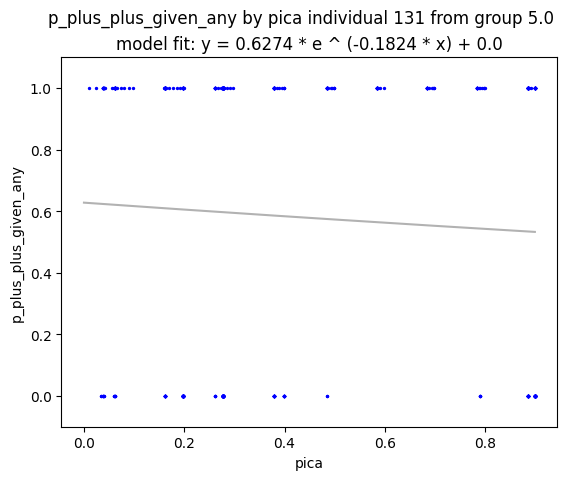 p_plus_plus_given_any by pica individual 131 from group 5.0
model fit: y = 0.6274 * e ^ (-0.1824 * x) + 0.0
1.0
0.8
0.6
0.4
0.2
0.0
p_plus_plus_given_any
0.0 0.2 0.4 0.6 0.8
pica